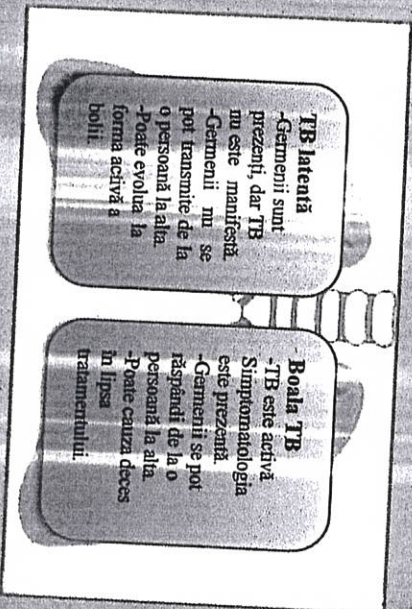 TB latentă
-Germenii sunt
prezenți, dar TB
nu este manifestă.
-Germenii nu se
pot transmite de la
o persoană la alta.
-Poate evolua la
forma activă a
bolii.
- Boala TB
-TB este activă
Simptomatologia
este prezentă.
-Germenii se pot
răspândi de la o
persoană la alta.
-Poate cauza deces
în lipsa
tratamentului.